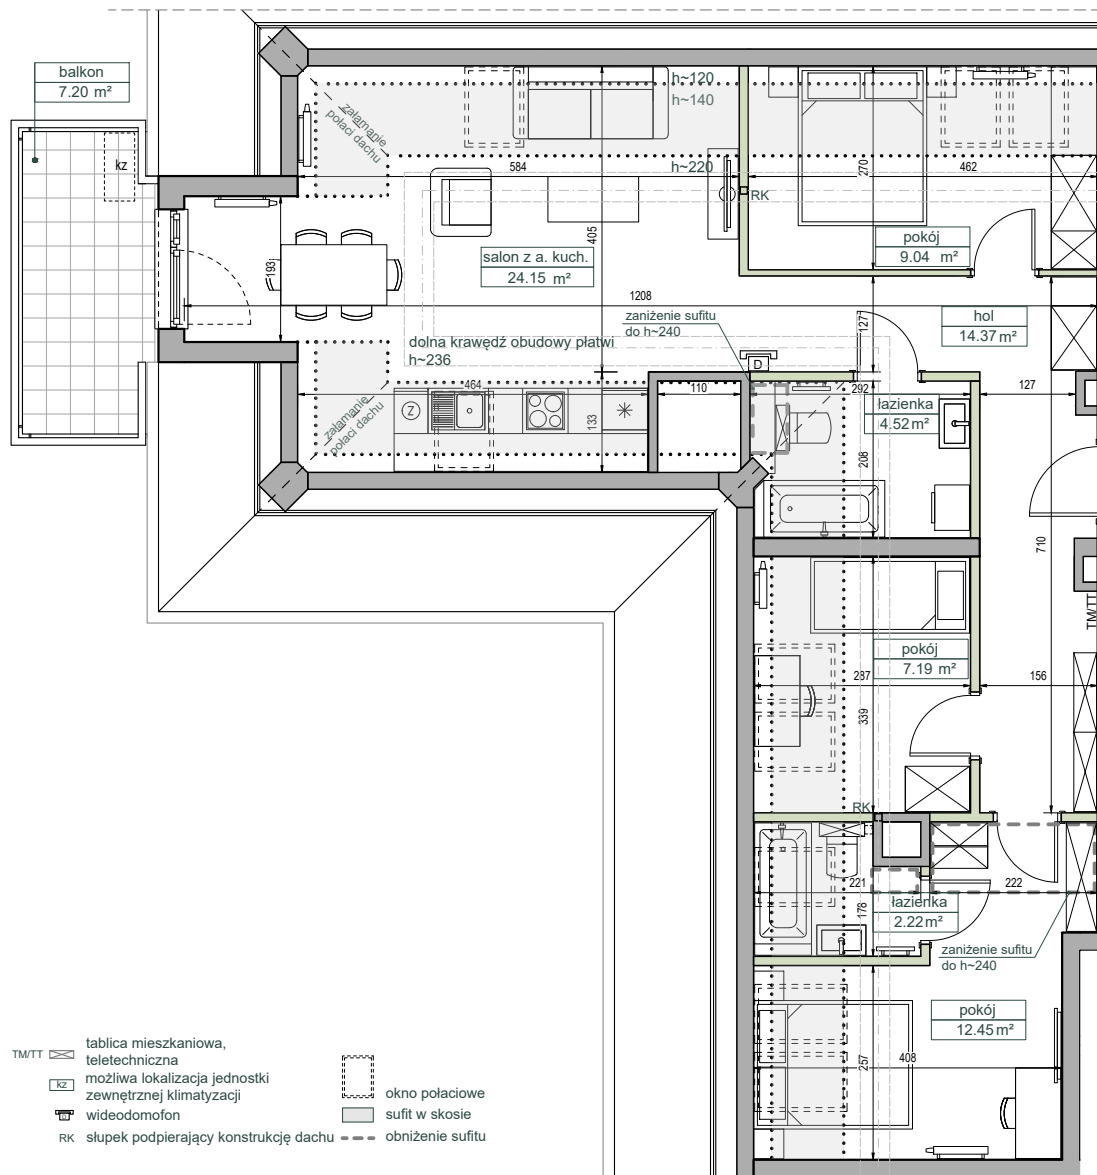 balkon
7.20 m²
kz
załamanie
połaci dachu
h~120
h~140
h~220
584
462
270
RK
405
193
salon z a. kuch.
24.15 m²
pokój
9.04 m²
1208
zaniżenie sufitu
do h~240
hol
14.37 m²
127
dolna krawędź obudowy płatwi
h~236
D
464
110
292
127
Z
133
załamanie
połaci dachu
łazienka
4.52 m²
208
710
TM/TT
pokój
7.19 m²
287
156
339
RK
221
222
178
łazienka
2.22 m²
zaniżenie sufitu
do h~240
pokój
12.45 m²
257
408
TM/TT
tablica mieszkaniowa,
teletechniczna
kz
możliwa lokalizacja jednostki
zewnętrznej klimatyzacji
wideodomofon
RK słupek podpierający konstrukcję dachu
okno połaciowe
sufit w skosie
obniżenie sufitu